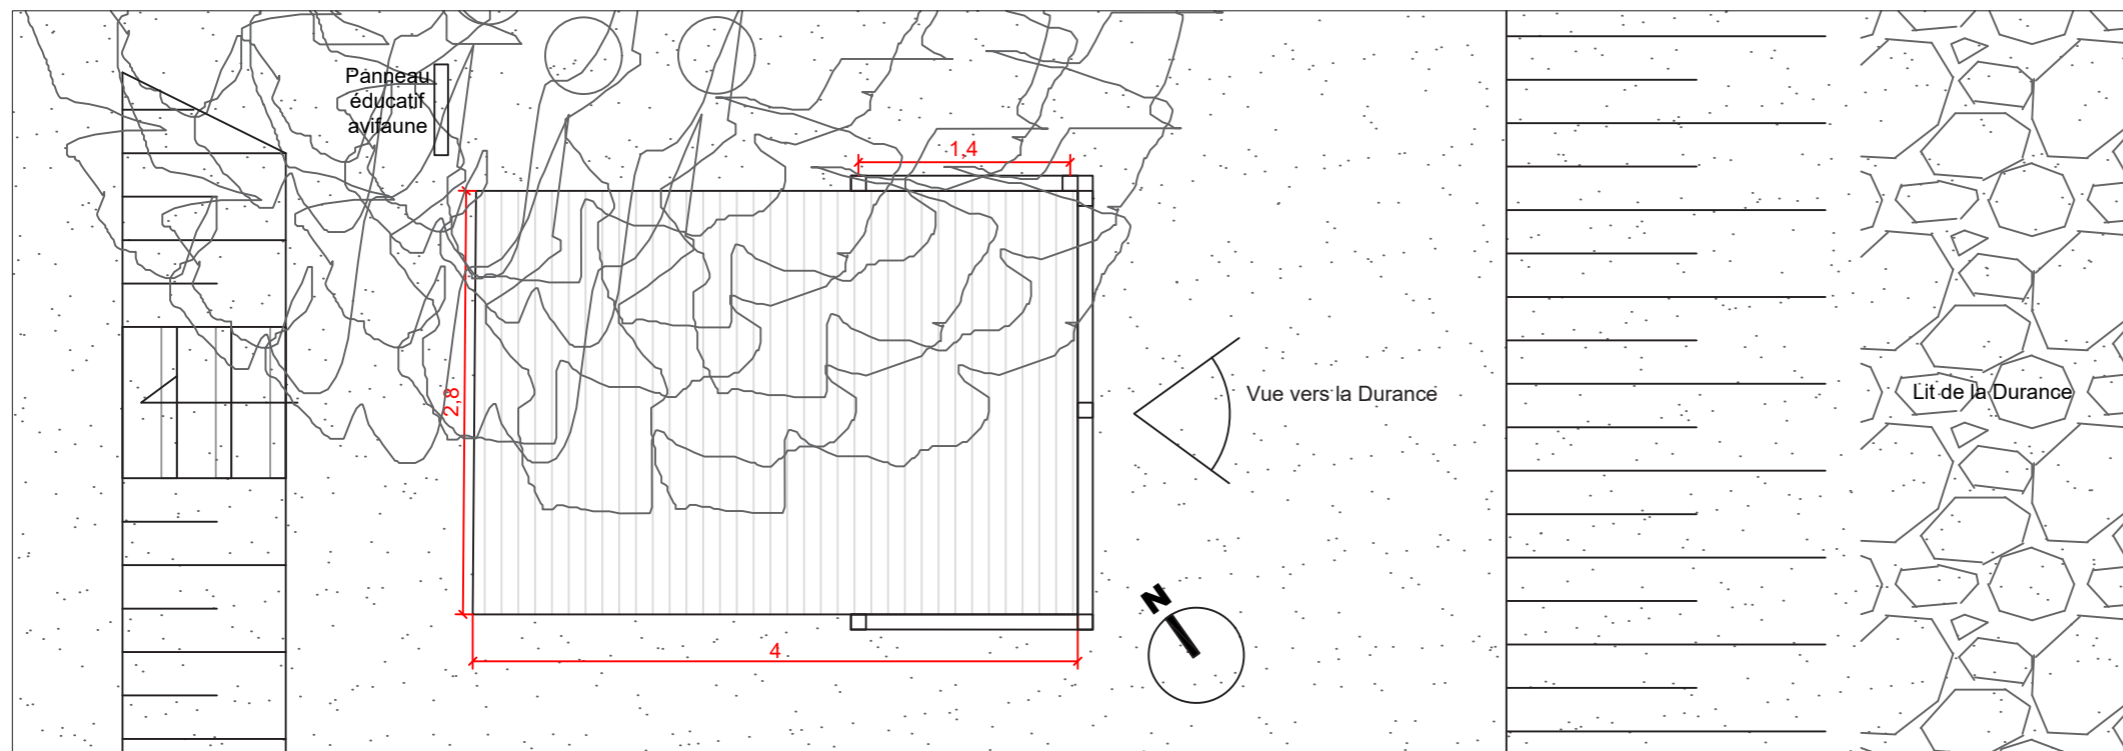 Panneau
éducatif
avifaune
1,4
2,8
Vue vers la Durance
Lit de la Durance
N
4